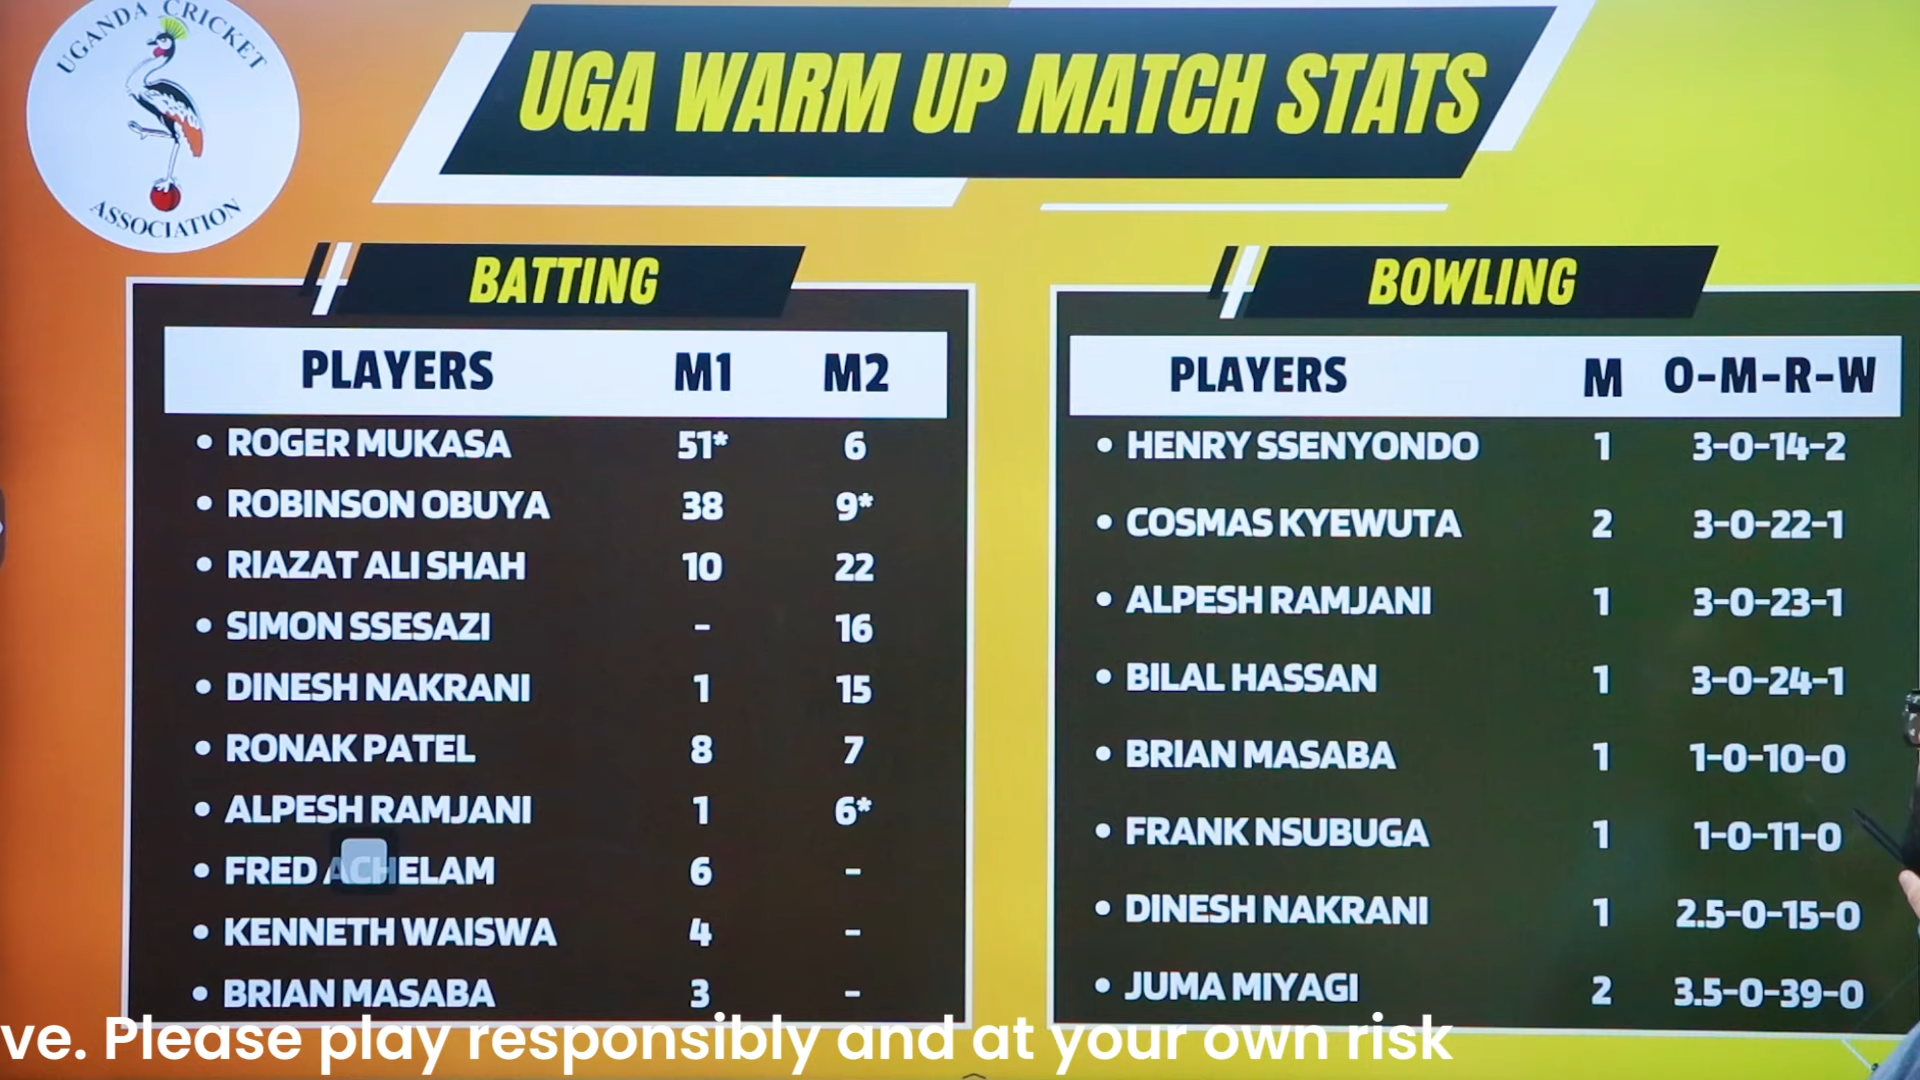 UGANDA CRICKET
ASSOCIATION
UGA WARM UP MATCH STATS
BATTING
PLAYERS M1 M2
• ROGER MUKASA 51* 6
• ROBINSON OBUYA 38 9*
• RIAZAT ALI SHAH 10 22
• SIMON SSESAZI - 16
• DINESH NAKRANI 1 15
• RONAK PATEL 8 7
• ALPESH RAMJANI 1 6*
• FRED ACHELAM 6 -
• KENNETH WAISWA 4 -
• BRIAN MASABA 3 -
BOWLING
PLAYERS M O-M-R-W
• HENRY SSENYONDO 1 3-0-14-2
• COSMAS KYEWUTA 2 3-0-22-1
• ALPESH RAMJANI 1 3-0-23-1
• BILAL HASSAN 1 3-0-24-1
• BRIAN MASABA 1 1-0-10-0
• FRANK NSUBUGA 1 1-0-11-0
• DINESH NAKRANI 1 2.5-0-15-0
• JUMA MIYAGI 2 3.5-0-39-0
ve. Please play responsibly and at your own risk